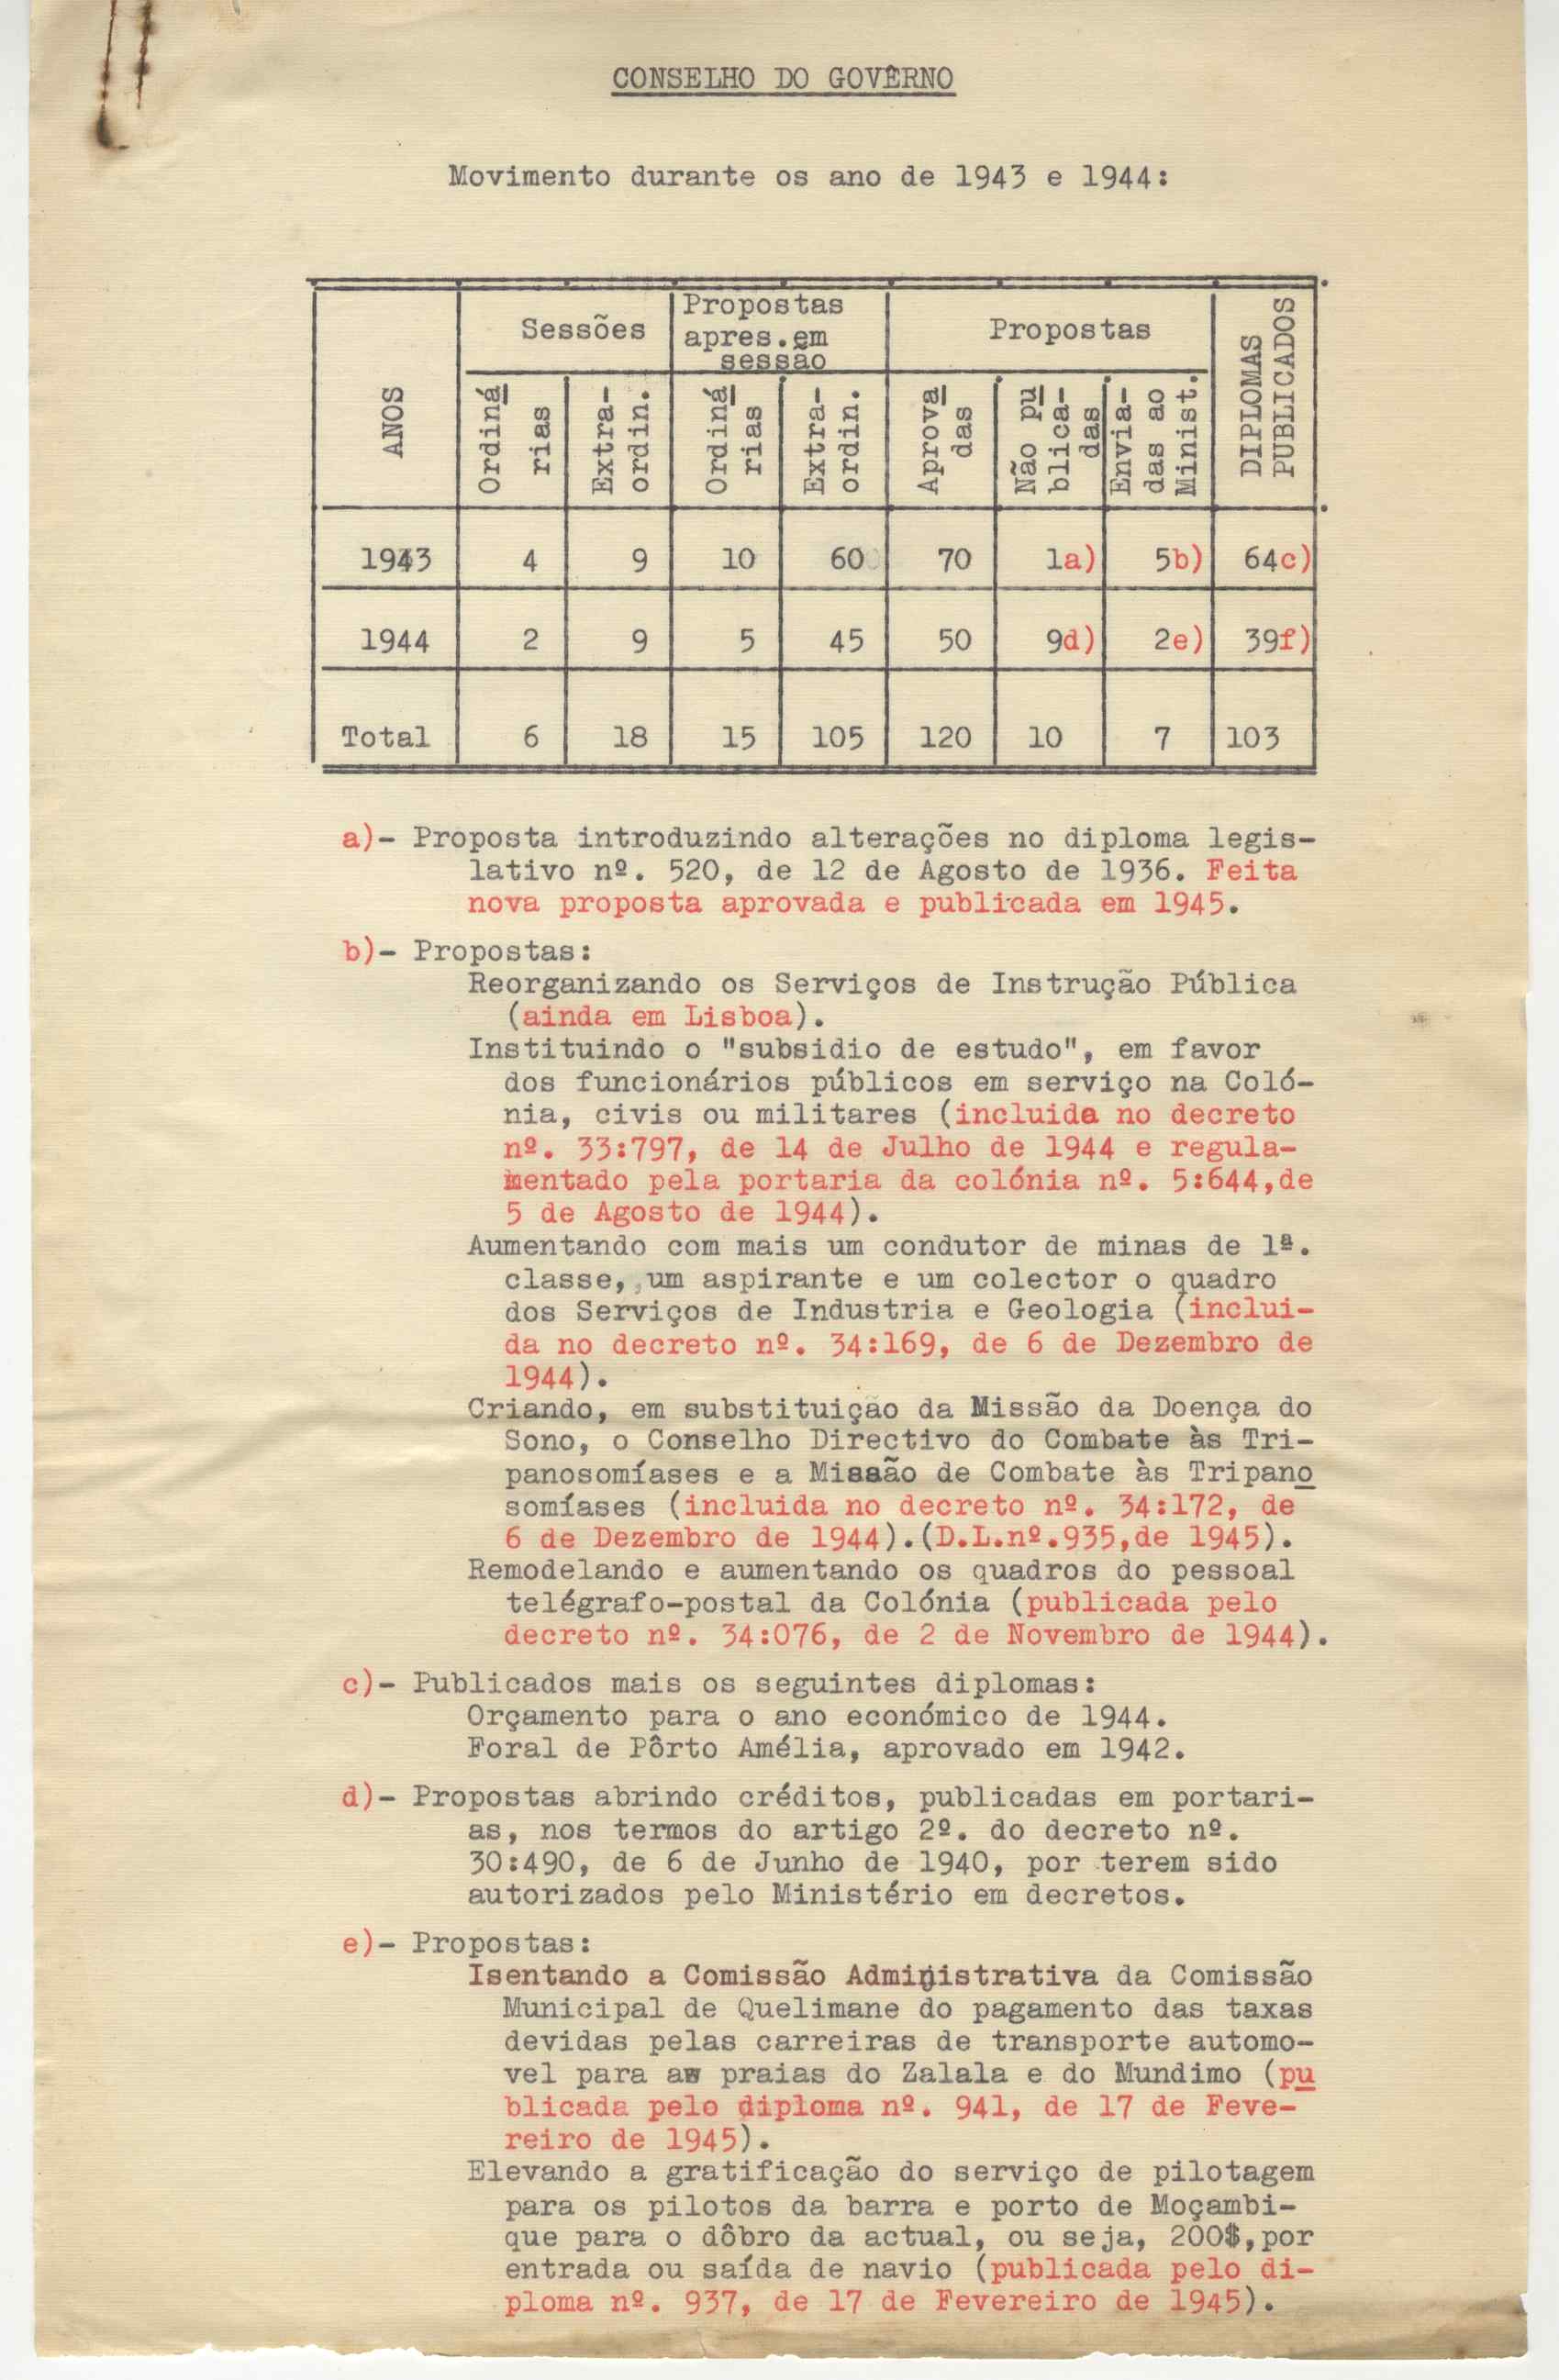 CONSELHO DO GOVÊRNO
Movimento durante os ano de 1943 e 1944:
ANOS
Sessões
Propostas
apres.em
sessão
Propostas
DIPLOMAS
PUBLICADOS
Ordiná
rias
Extra-
ordin.
Ordiná
rias
Extra-
ordin.
Aprova
das
Não pu
blica-
das
Envia-
das ao
Minist.
1943 4 9 10 60 70 1a) 5b) 64c)
1944 2 9 5 45 50 9d) 2e) 39f)
Total 6 18 15 105 120 10 7 103
a)- Proposta introduzindo alterações no diploma legis-
lativo nº. 520, de 12 de Agosto de 1936. Feita
nova proposta aprovada e publicada em 1945.
b)- Propostas:
Reorganizando os Serviços de Instrução Pública
(ainda em Lisboa).
Instituindo o "subsidio de estudo", em favor
dos funcionários públicos em serviço na Coló-
nia, civis ou militares (incluida no decreto
nº. 33:797, de 14 de Julho de 1944 e regula-
mentado pela portaria da colónia nº. 5:644,de
5 de Agosto de 1944).
Aumentando com mais um condutor de minas de 1ª.
classe, um aspirante e um colector o quadro
dos Serviços de Industria e Geologia (inclui-
da no decreto nº. 34:169, de 6 de Dezembro de
1944).
Criando, em substituição da Missão da Doença do
Sono, o Conselho Directivo do Combate às Tri-
panosomíases e a Missão de Combate às Tripano
somíases (incluida no decreto nº. 34:172, de
6 de Dezembro de 1944).(D.L.nº.935,de 1945).
Remodelando e aumentando os quadros do pessoal
telégrafo-postal da Colónia (publicada pelo
decreto nº. 34:076, de 2 de Novembro de 1944).
c)- Publicados mais os seguintes diplomas:
Orçamento para o ano económico de 1944.
Foral de Pôrto Amélia, aprovado em 1942.
d)- Propostas abrindo créditos, publicadas em portari-
as, nos termos do artigo 2º. do decreto nº.
30:490, de 6 de Junho de 1940, por terem sido
autorizados pelo Ministério em decretos.
e)- Propostas:
Isentando a Comissão Administrativa da Comissão
Municipal de Quelimane do pagamento das taxas
devidas pelas carreiras de transporte automo-
vel para as praias do Zalala e do Mundimo (pu
blicada pelo diploma nº. 941, de 17 de Feve-
reiro de 1945).
Elevando a gratificação do serviço de pilotagem
para os pilotos da barra e porto de Moçambi-
que para o dôbro da actual, ou seja, 200$,por
entrada ou saída de navio (publicada pelo di-
ploma nº. 937, de 17 de Fevereiro de 1945).